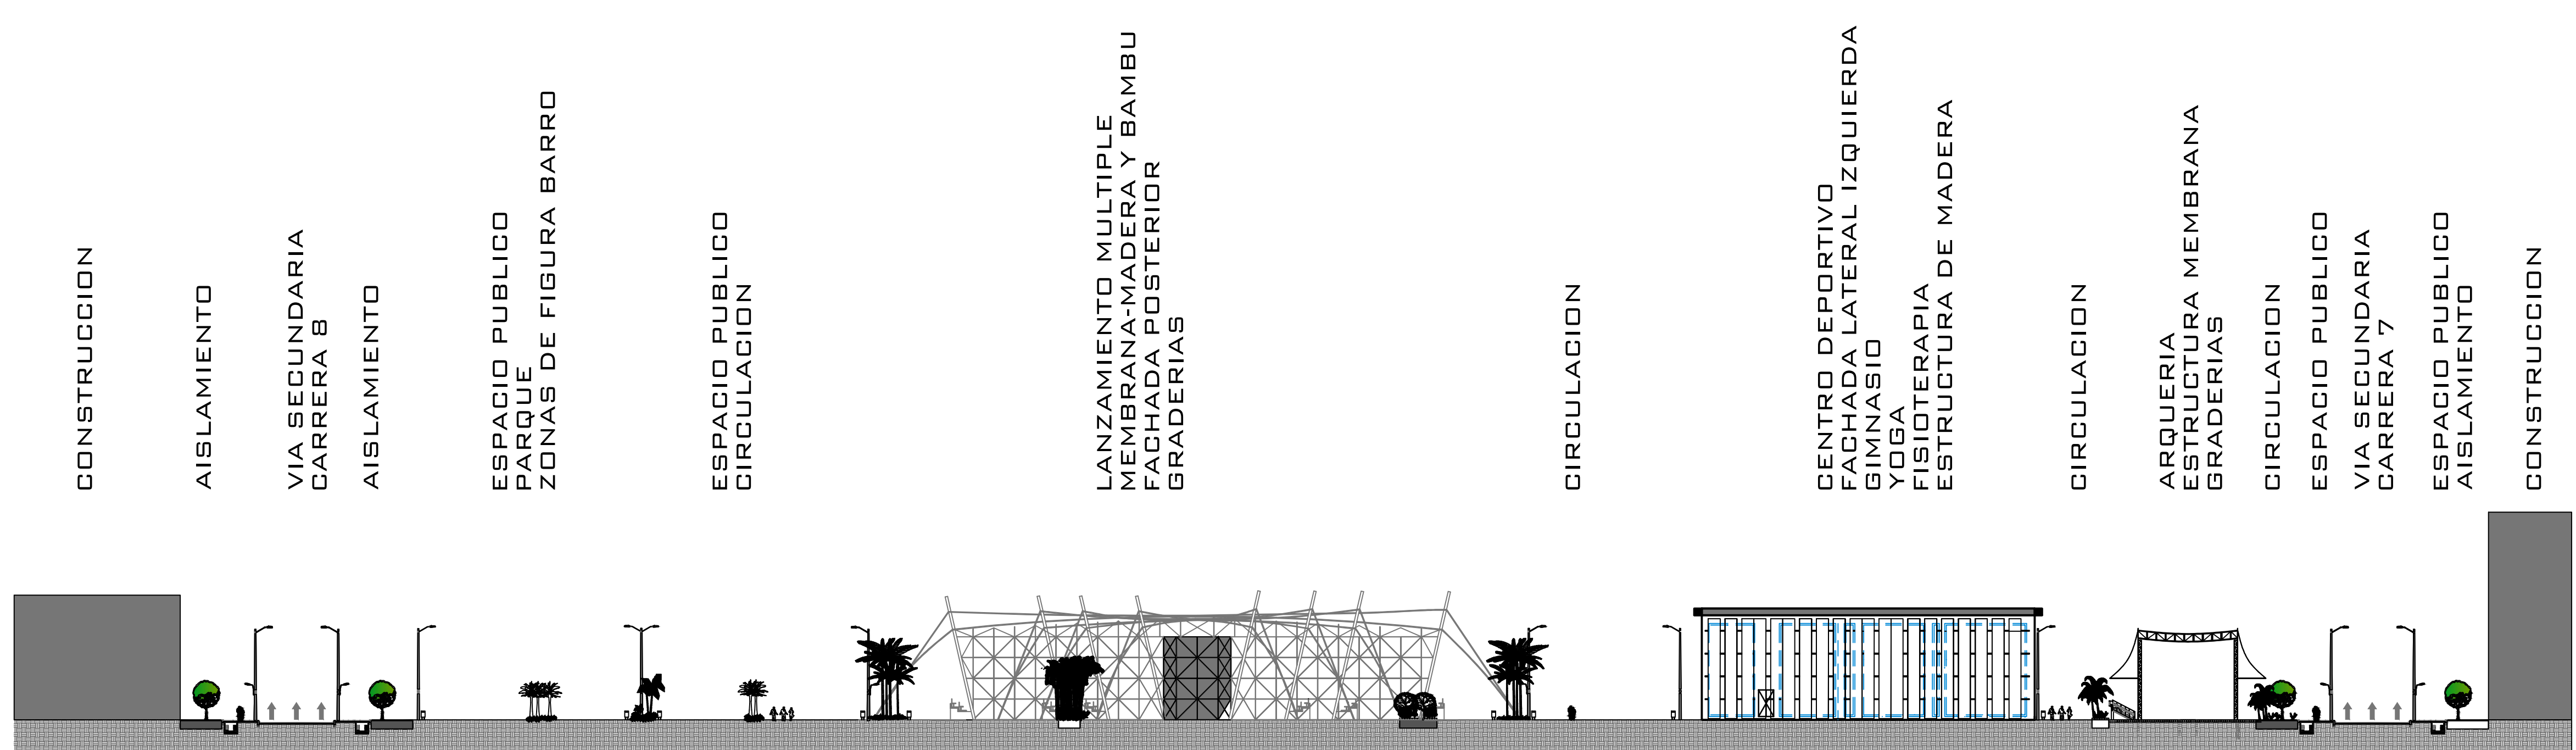 CONSTRUCCION
AISLAMIENTO
VIA SECUNDARIA
CARRERA 8
AISLAMIENTO
ESPACIO PUBLICO
PARQUE
ZONAS DE FIGURA BARRO
ESPACIO PUBLICO
CIRCULACION
LANZAMIENTO MULTIPLE
MEMBRANA-MADERA Y BAMBU
FACHADA POSTERIOR
GRADERIAS
CIRCULACION
CENTRO DEPORTIVO
FACHADA LATERAL IZQUIERDA
GIMNASIO
YOGA
FISIOTERAPIA
ESTRUCTURA DE MADERA
CIRCULACION
ARQUERIA
ESTRUCTURA MEMBRANA
GRADERIAS
CIRCULACION
ESPACIO PUBLICO
VIA SECUNDARIA
CARRERA 7
ESPACIO PUBLICO
AISLAMIENTO
CONSTRUCCION